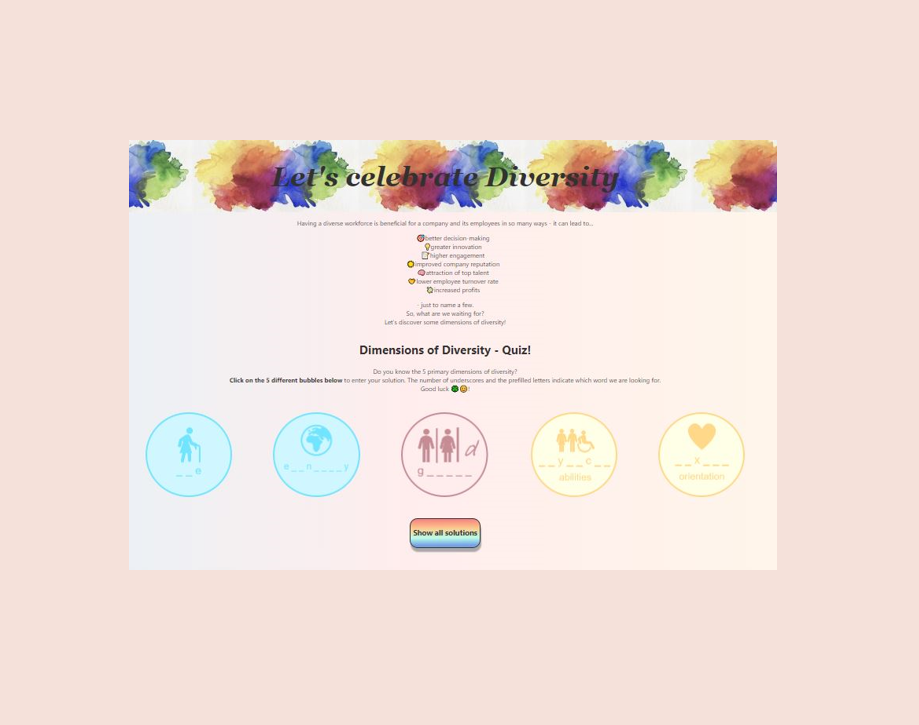 Let's celebrate Diversity
Having a diverse workforce is beneficial for a company and its employees in so many ways - it can lead to...
🎯better decision-making
💡greater innovation
📝higher engagement
🌟improved company reputation
🧠attraction of top talent
🤝lower employee turnover rate
💸increased profits
- just to name a few.
So, what are we waiting for?
Let's discover some dimensions of diversity!
Dimensions of Diversity - Quiz!
Do you know the 5 primary dimensions of diversity?
Click on the 5 different bubbles below to enter your solution. The number of underscores and the prefilled letters indicate which word we are looking for.
Good luck 🍀😊!
_ _ e
e _ _ n _ _ _ _ y
d
g _ _ _ _ _
_ _ y _ _ c _ _
abilities
_ _ x _ _ _
orientation
Show all solutions